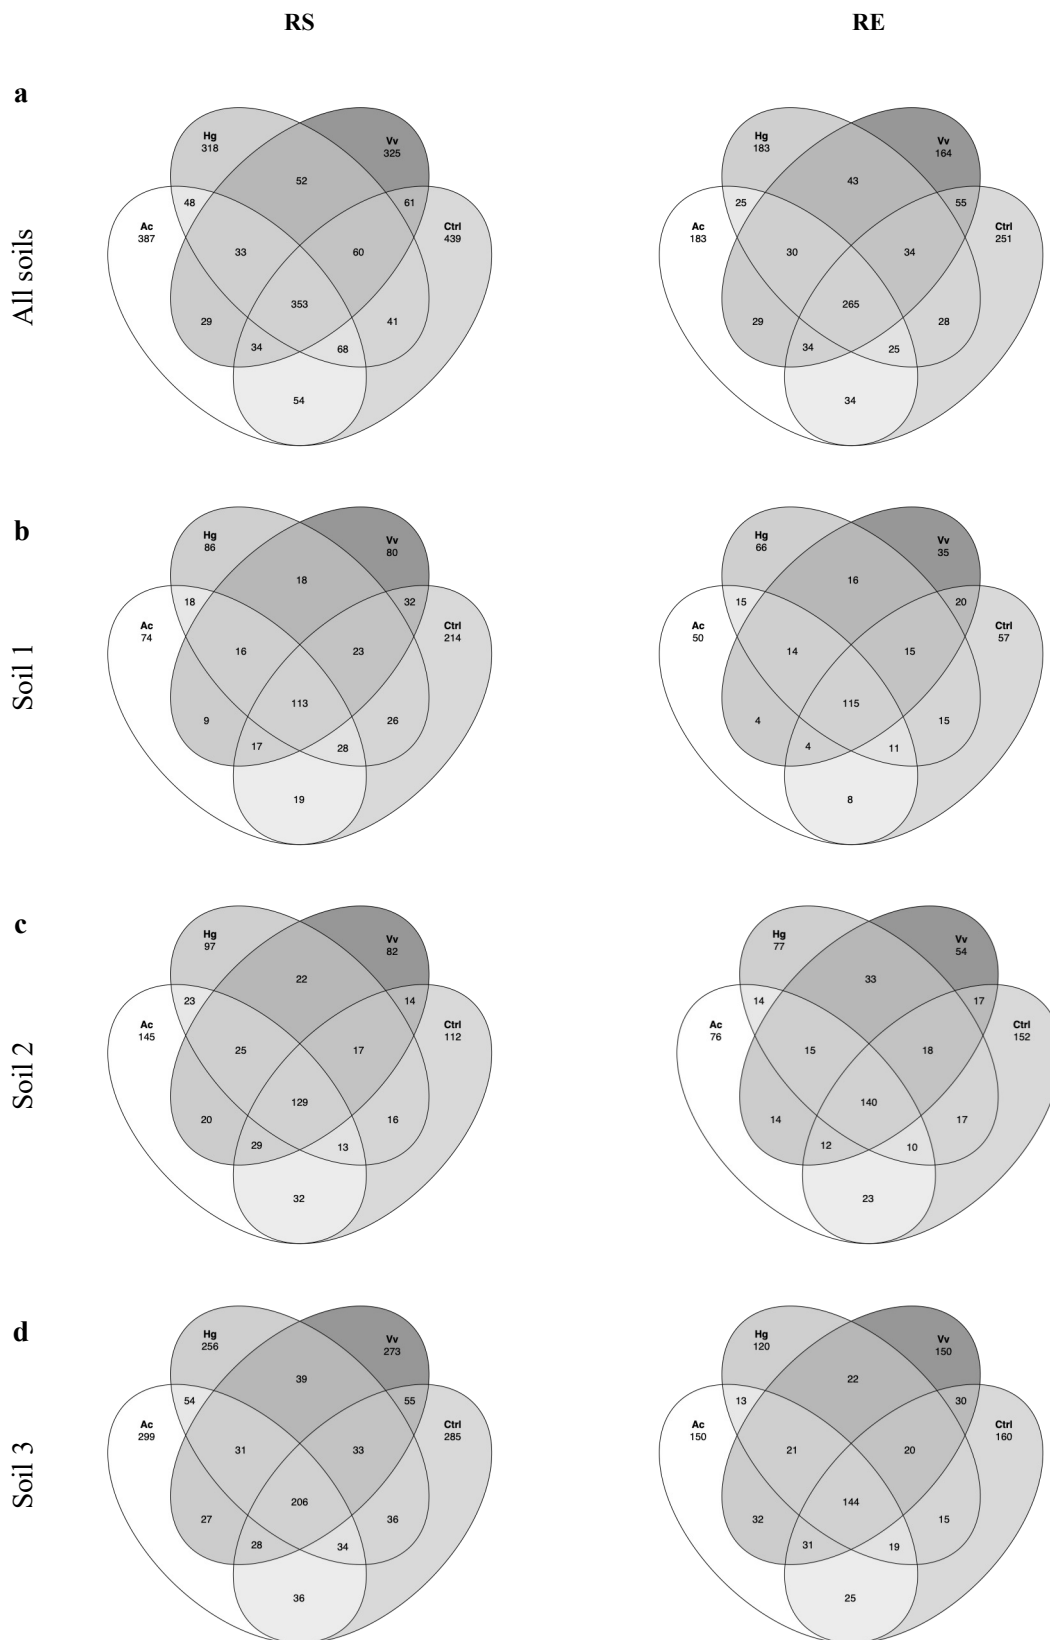 RS RE
a
All soils
Hg
318
Vv
325
52
48
61
Ac
387
Ctrl
439
33
60
353
29
41
34
68
54
Hg
183
Vv
164
43
25
55
Ac
183
Ctrl
251
30
34
265
29
28
34
25
34
b
Soil 1
Hg
86
Vv
80
18
18
32
Ac
74
Ctrl
214
16
23
113
9
26
17
28
19
Hg
66
Vv
35
16
15
20
Ac
50
Ctrl
57
14
15
115
4
15
4
11
8
c
Soil 2
Hg
97
Vv
82
22
23
14
Ac
145
Ctrl
112
25
17
129
20
16
29
13
32
Hg
77
Vv
54
33
14
17
Ac
76
Ctrl
152
15
18
140
14
17
12
10
23
d
Soil 3
Hg
256
Vv
273
39
54
55
Ac
299
Ctrl
285
31
33
206
27
36
28
34
36
Hg
120
Vv
150
22
13
30
Ac
150
Ctrl
160
21
20
144
32
15
31
19
25